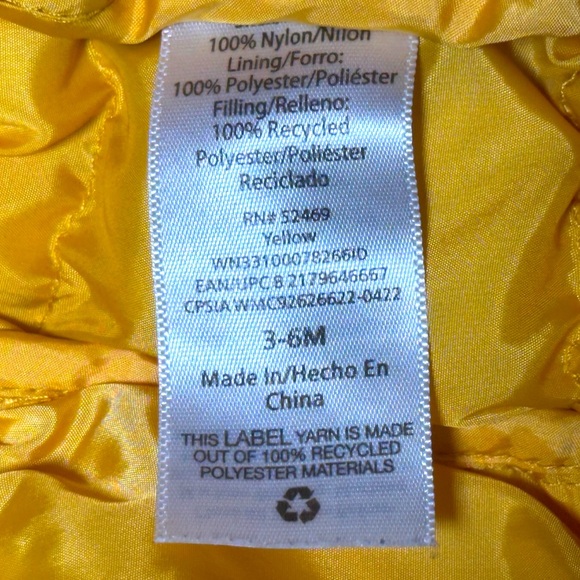 100% Nylon/Nilon
Lining/Forro:
100% Polyester/Poliéster
Filling/Relleno:
100% Recycled
Polyester/Poliéster
Reciclado
RN# 52469
Yellow
WN33100078266ID
EAN/UPC 8 2179646667
CPSIA WMC92626622-0422
3-6M
Made In/Hecho En
China
THIS LABEL YARN IS MADE
OUT OF 100% RECYCLED
POLYESTER MATERIALS